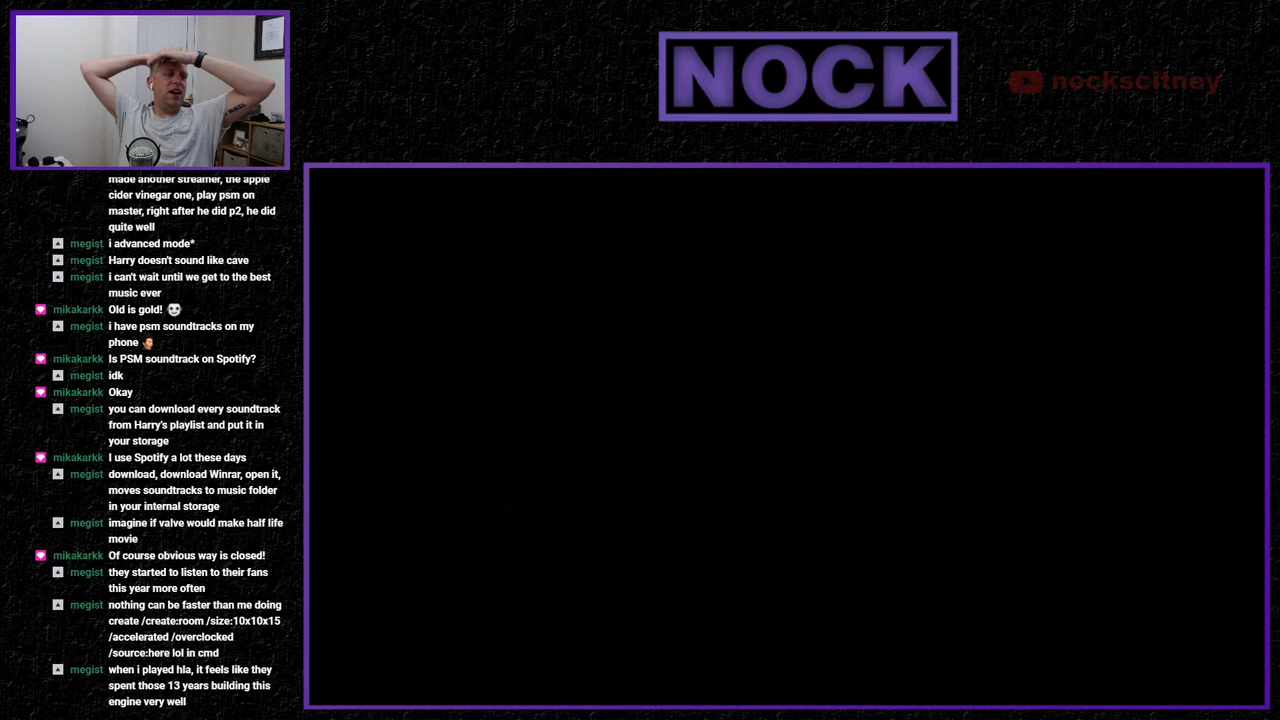 NOCK
nockscitney
made another streamer, the apple
cider vinegar one, play psm on
master, right after he did p2, he did
quite well
megist i advanced mode*
megist Harry doesn't sound like cave
megist i can't wait until we get to the best
music ever
mikakarkk Old is gold!
megist i have psm soundtracks on my
phone
mikakarkk Is PSM soundtrack on Spotify?
megist idk
mikakarkk Okay
megist you can download every soundtrack
from Harry's playlist and put it in
your storage
mikakarkk I use Spotify a lot these days
megist download, download Winrar, open it,
moves soundtracks to music folder
in your internal storage
megist imagine if valve would make half life
movie
mikakarkk Of course obvious way is closed!
megist they started to listen to their fans
this year more often
megist nothing can be faster than me doing
create /create:room /size:10x10x15
/accelerated /overclocked
/source:here lol in cmd
megist when i played hla, it feels like they
spent those 13 years building this
engine very well